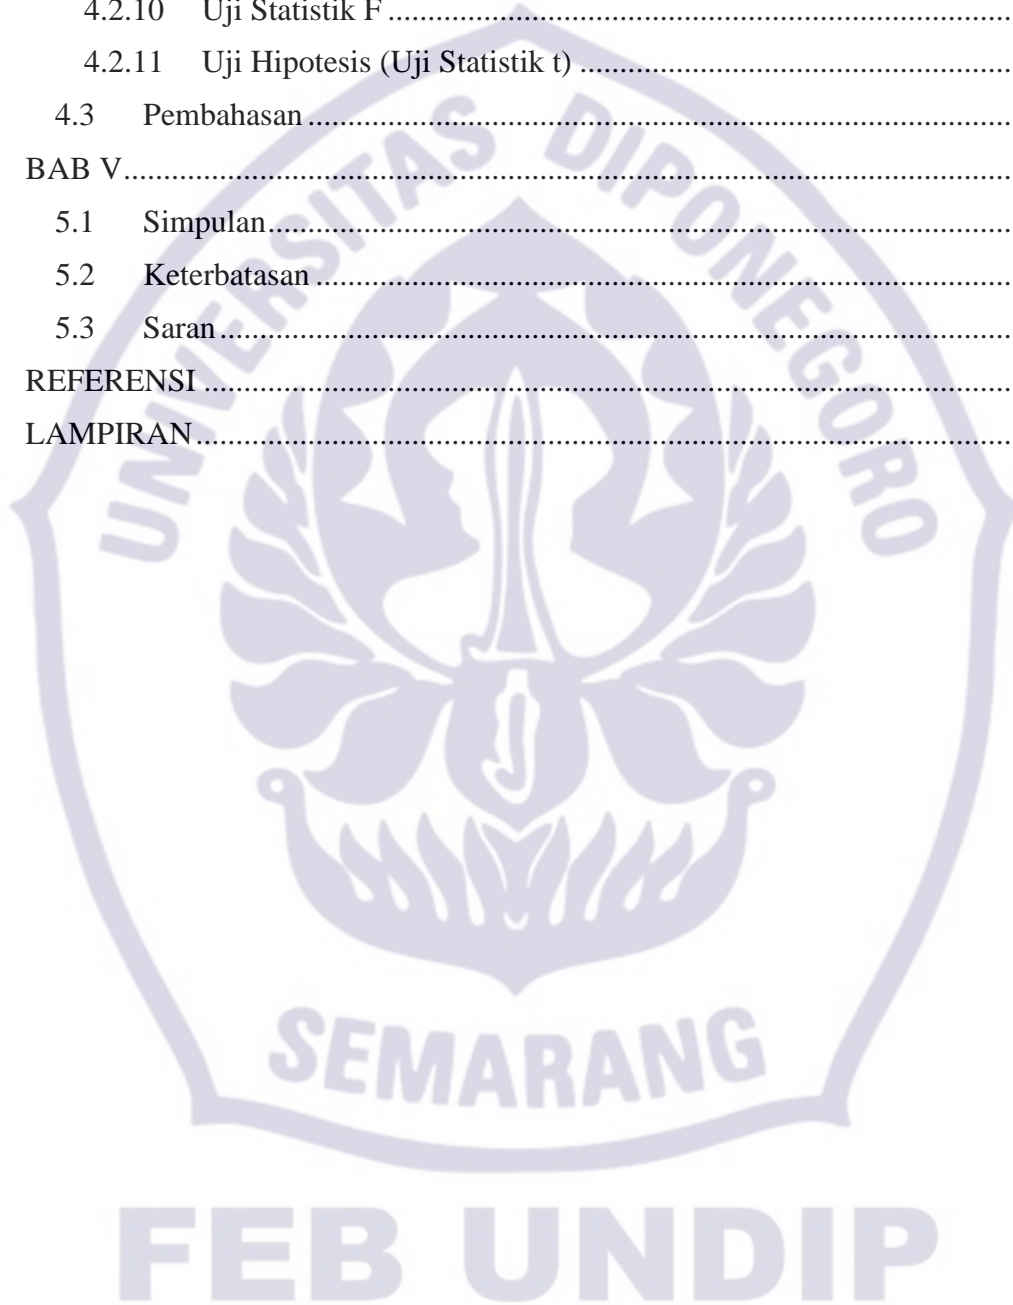 4.2.10 Uji Statistik F ................................................................................
4.2.11 Uji Hipotesis (Uji Statistik t) ........................................................
4.3 Pembahasan ..........................................................................................
BAB V................................................................................................................
5.1 Simpulan...............................................................................................
5.2 Keterbatasan .........................................................................................
5.3 Saran.....................................................................................................
REFERENSI ......................................................................................................
LAMPIRAN.......................................................................................................
UNIVERSITAS DIPONEGORO
SEMARANG
FEB UNDIP